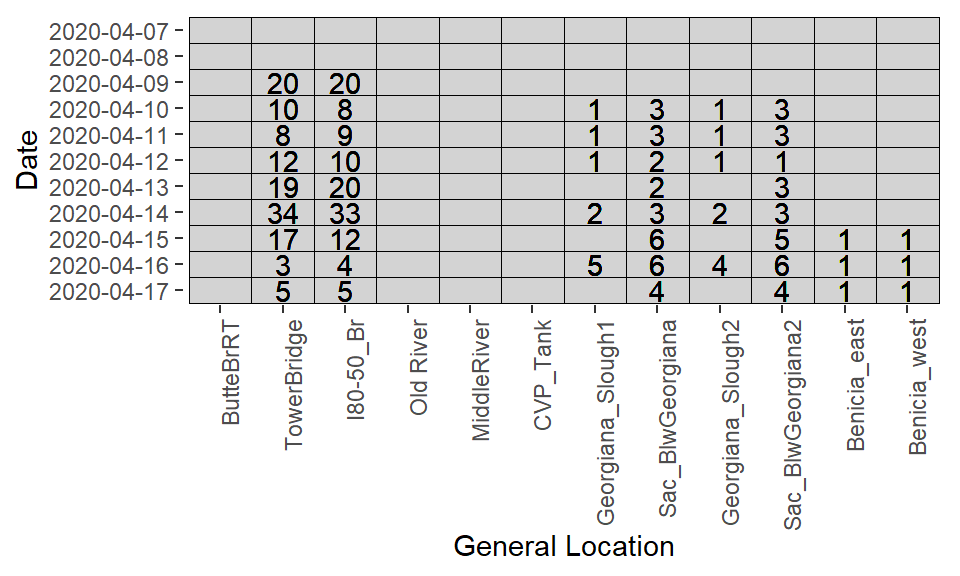 2020-04-07
2020-04-08
2020-04-09 20 20
2020-04-10 10 8 1 3 1 3
2020-04-11 8 9 1 3 1 3
2020-04-12 12 10 1 2 1 1
2020-04-13 19 20 2 3
2020-04-14 34 33 2 3 2 3
2020-04-15 17 12 6 5 1 1
2020-04-16 3 4 5 6 4 6 1 1
2020-04-17 5 5 4 4 1 1
Date
ButteBrRT
TowerBridge
I80-50_Br
Old River
MiddleRiver
CVP_Tank
Georgiana_Slough1
Sac_BlwGeorgiana
Georgiana_Slough2
Sac_BlwGeorgiana2
Benicia_east
Benicia_west
General Location